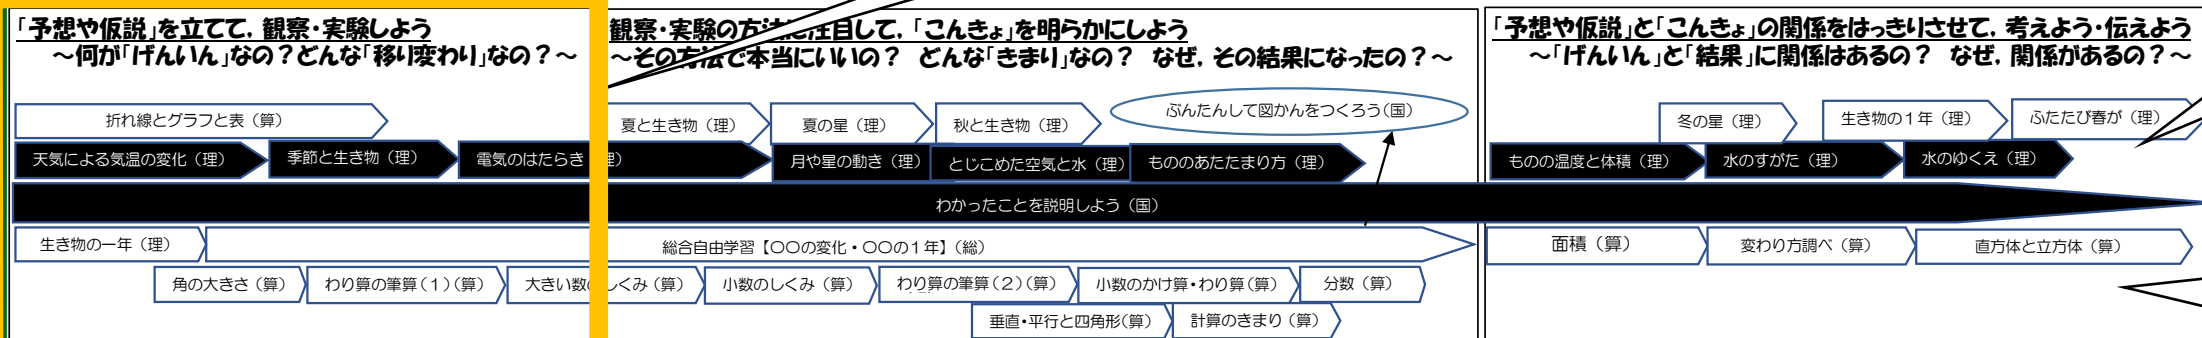 「予想や仮説」を立てて，観察・実験しよう
～何が「げんいん」なの？どんな「移り変わり」なの？～
折れ線とグラフと表（算）
天気による気温の変化（理）
季節と生き物（理）
電気のはたらき（理）
観察・実験の方法に注目して，「こんきょ」を明らかにしよう
～その方法で本当にいいの？　どんな「きまり」なの？　なぜ，その結果になったの？～
夏と生き物（理）
夏の星（理）
秋と生き物（理）
ぶんたんして図かんをつくろう(国)
月や星の動き（理）
とじこめた空気と水（理）
もののあたたまり方（理）
「予想や仮説」と「こんきょ」の関係をはっきりさせて，考えよう・伝えよう
～「げんいん」と「結果」に関係はあるの？　なぜ，関係があるの？～
冬の星（理）
生き物の１年（理）
ふたたび春が（理）
ものの温度と体積（理）
水のすがた（理）
水のゆくえ（理）
わかったことを説明しよう（国）
生き物の一年（理）
総合自由学習【〇〇の変化・〇〇の１年】（総）
面積（算）
変わり方調べ（算）
直方体と立方体（算）
角の大きさ（算）
わり算の筆算（１）（算）
大きい数のしくみ（算）
小数のしくみ（算）
わり算の筆算（２）（算）
小数のかけ算・わり算（算）
分数（算）
垂直・平行と四角形(算）
計算のきまり（算）